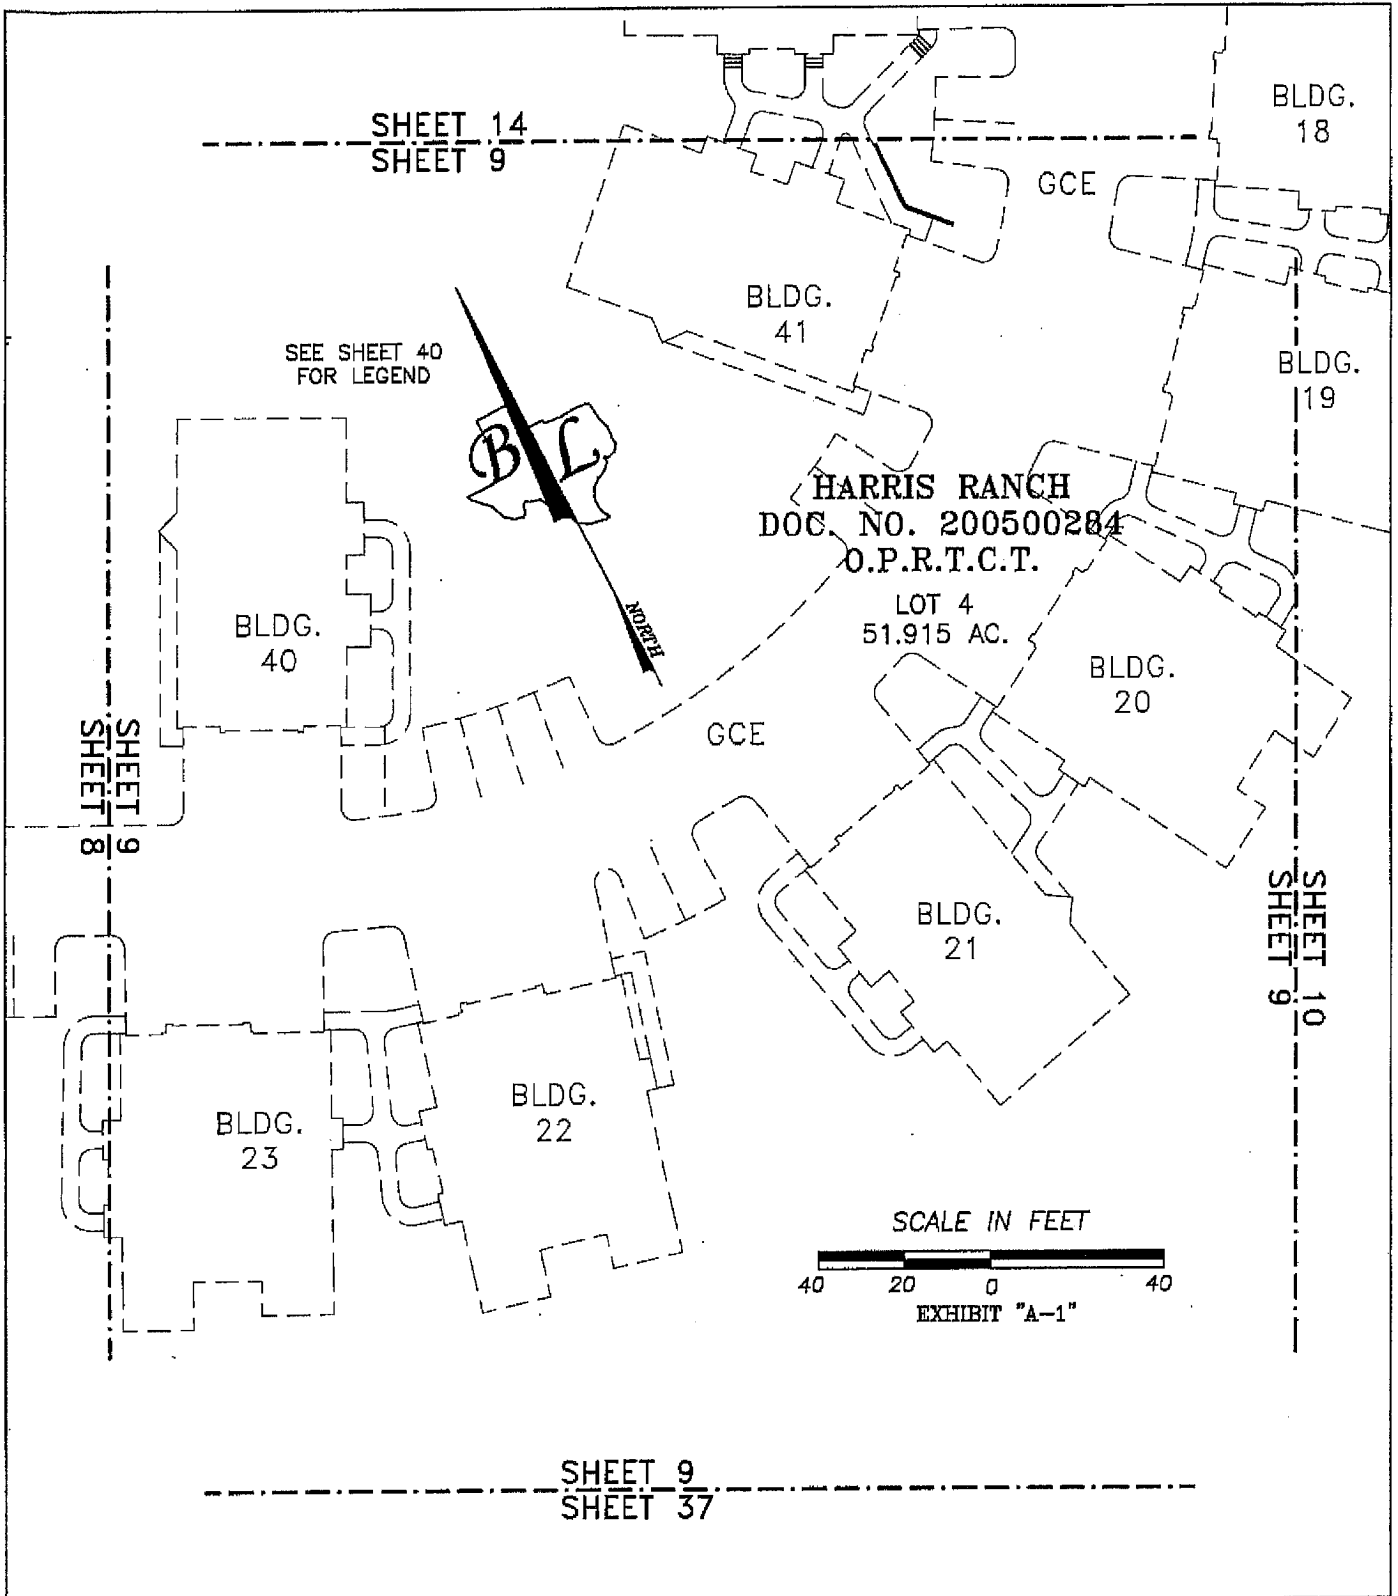 SHEET 14
SHEET 9
BLDG.
18
GCE
BLDG.
41
SEE SHEET 40
FOR LEGEND
BLDG.
19
B L
HARRIS RANCH
DOC. NO. 200500284
O.P.R.T.C.T.
LOT 4
51.915 AC.
NORTH
BLDG.
40
BLDG.
20
GCE
SHEET 9
SHEET 8
BLDG.
21
SHEET 10
SHEET 9
BLDG.
22
BLDG.
23
SCALE IN FEET
40 20 0 40
EXHIBIT "A-1"
SHEET 9
SHEET 37